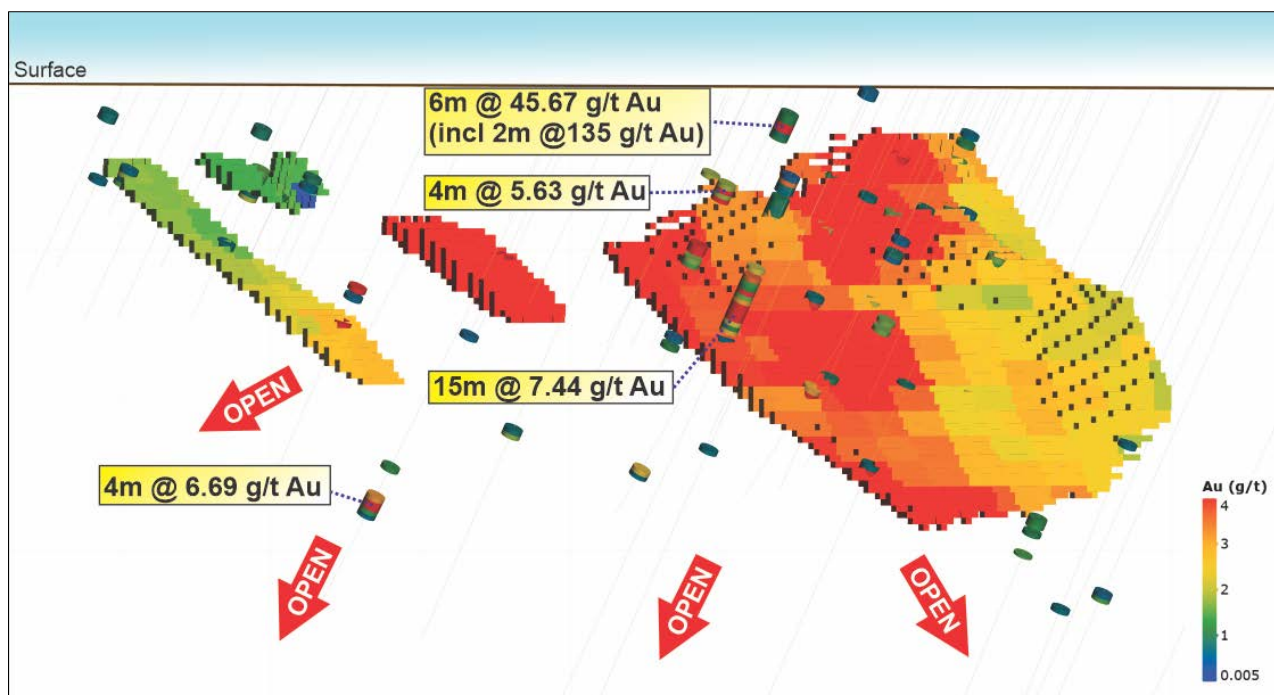 Surface
6m @ 45.67 g/t Au
(incl 2m @135 g/t Au)
4m @ 5.63 g/t Au
15m @ 7.44 g/t Au
OPEN
4m @ 6.69 g/t Au
OPEN
OPEN
OPEN
Au (g/t)
4
3
2
1
0.005